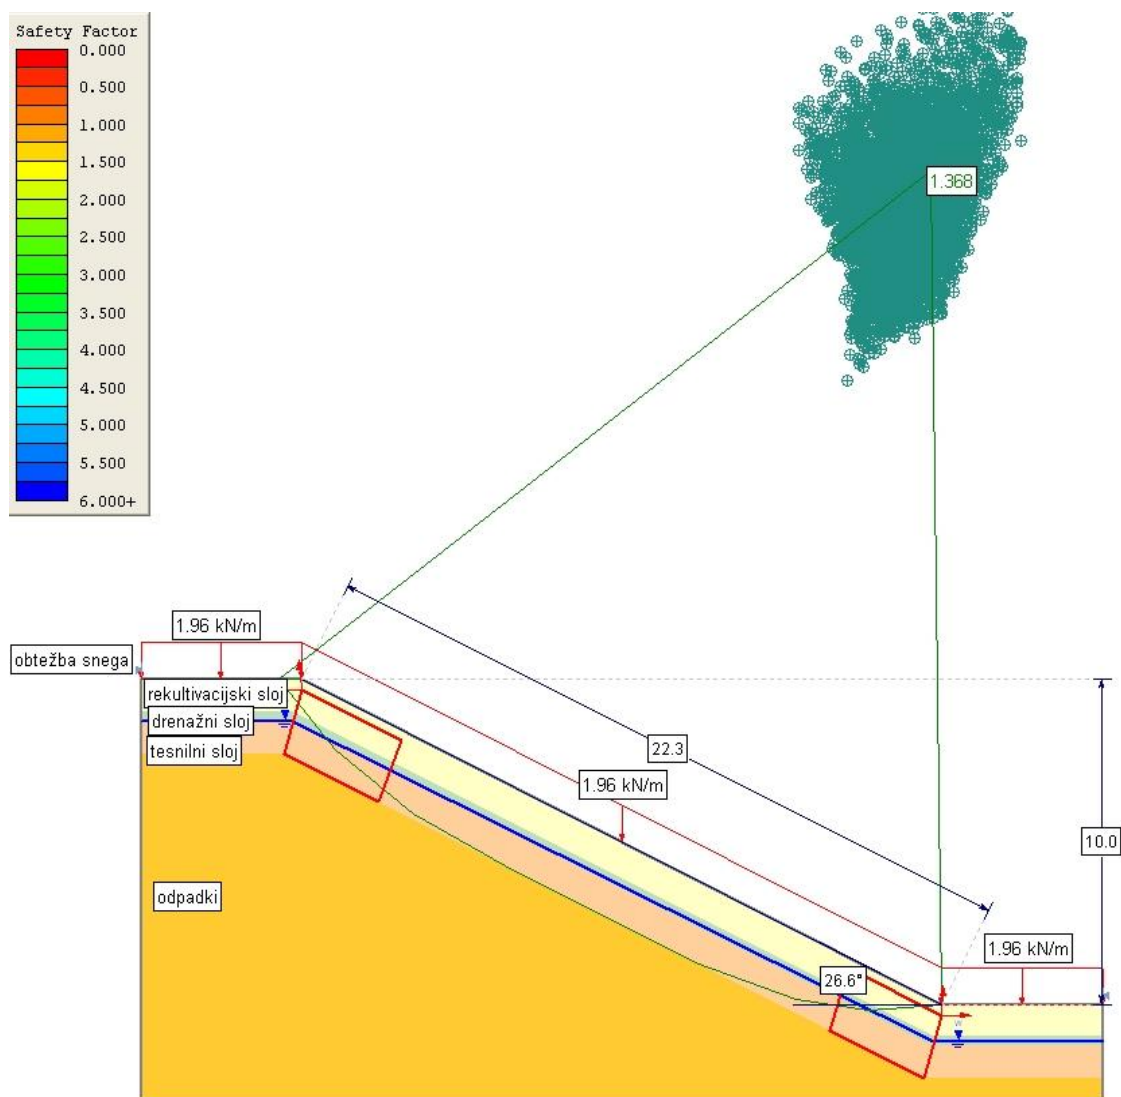 Safety Factor
0.000
0.500
1.000
1.500
2.000
2.500
3.000
3.500
4.000
4.500
5.000
5.500
6.000+
1.368
1.96 kN/m
obtežba snega
rekultivacijski sloj
drenažni sloj
tesnilni sloj
22.3
1.96 kN/m
10.0
odpadki
1.96 kN/m
26.6°
W